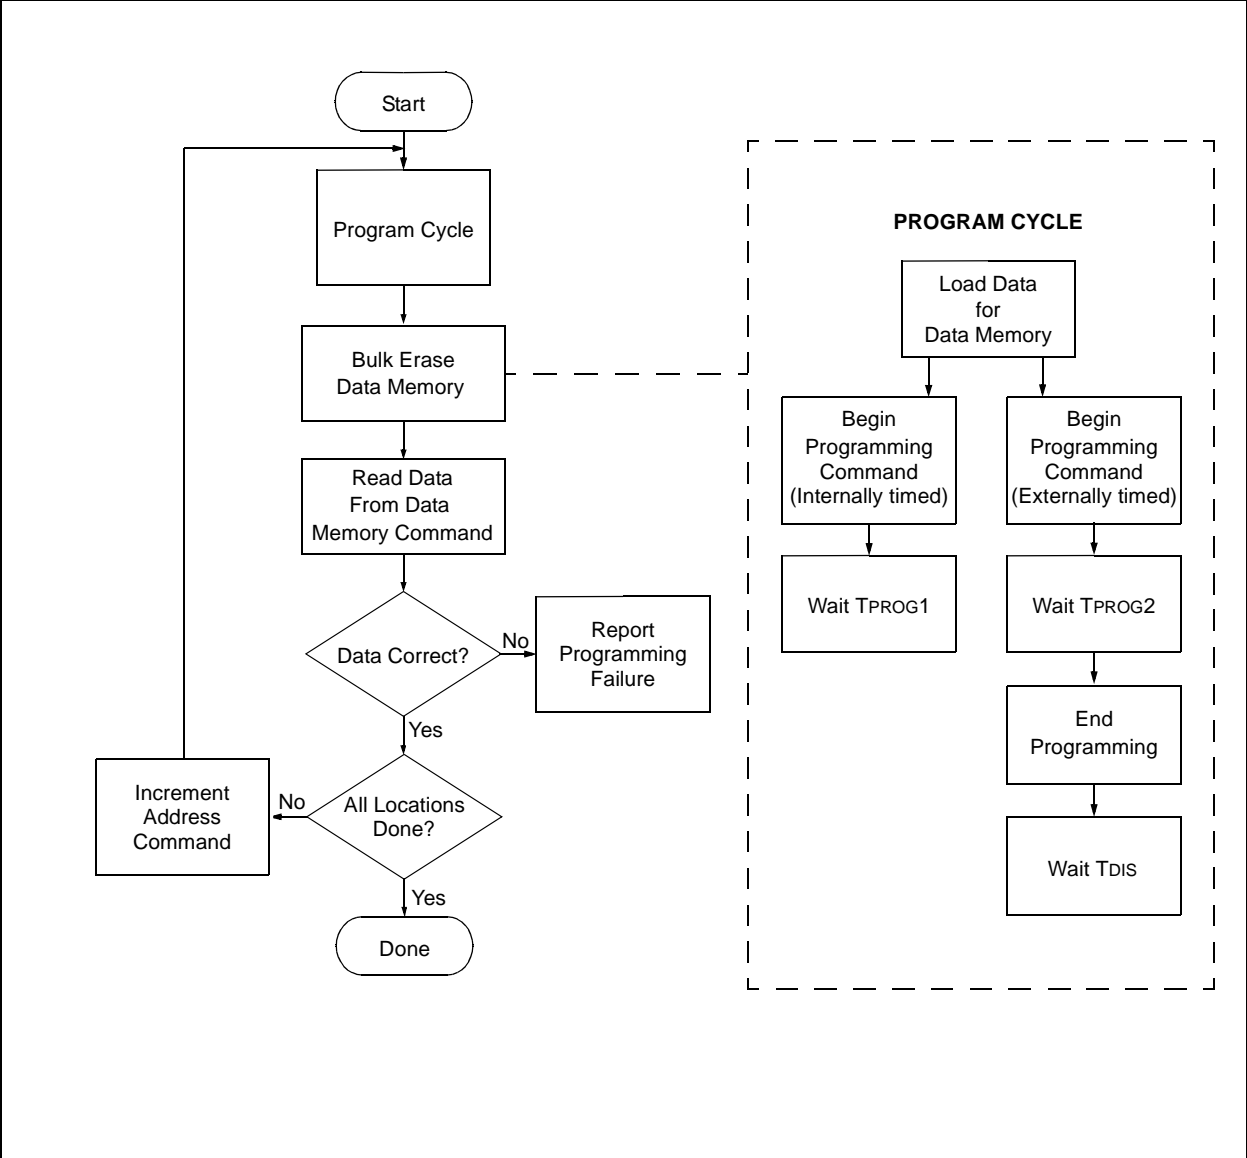 Start
Program Cycle
Bulk Erase
Data Memory
Read Data
From Data
Memory Command
Data Correct?
No
Report
Programming
Failure
Yes
All Locations
Done?
No
Increment
Address
Command
Yes
Done
PROGRAM CYCLE
Load Data
for
Data Memory
Begin
Programming
Command
(Internally timed)
Wait TPROG1
Begin
Programming
Command
(Externally timed)
Wait TPROG2
End
Programming
Wait TDIS